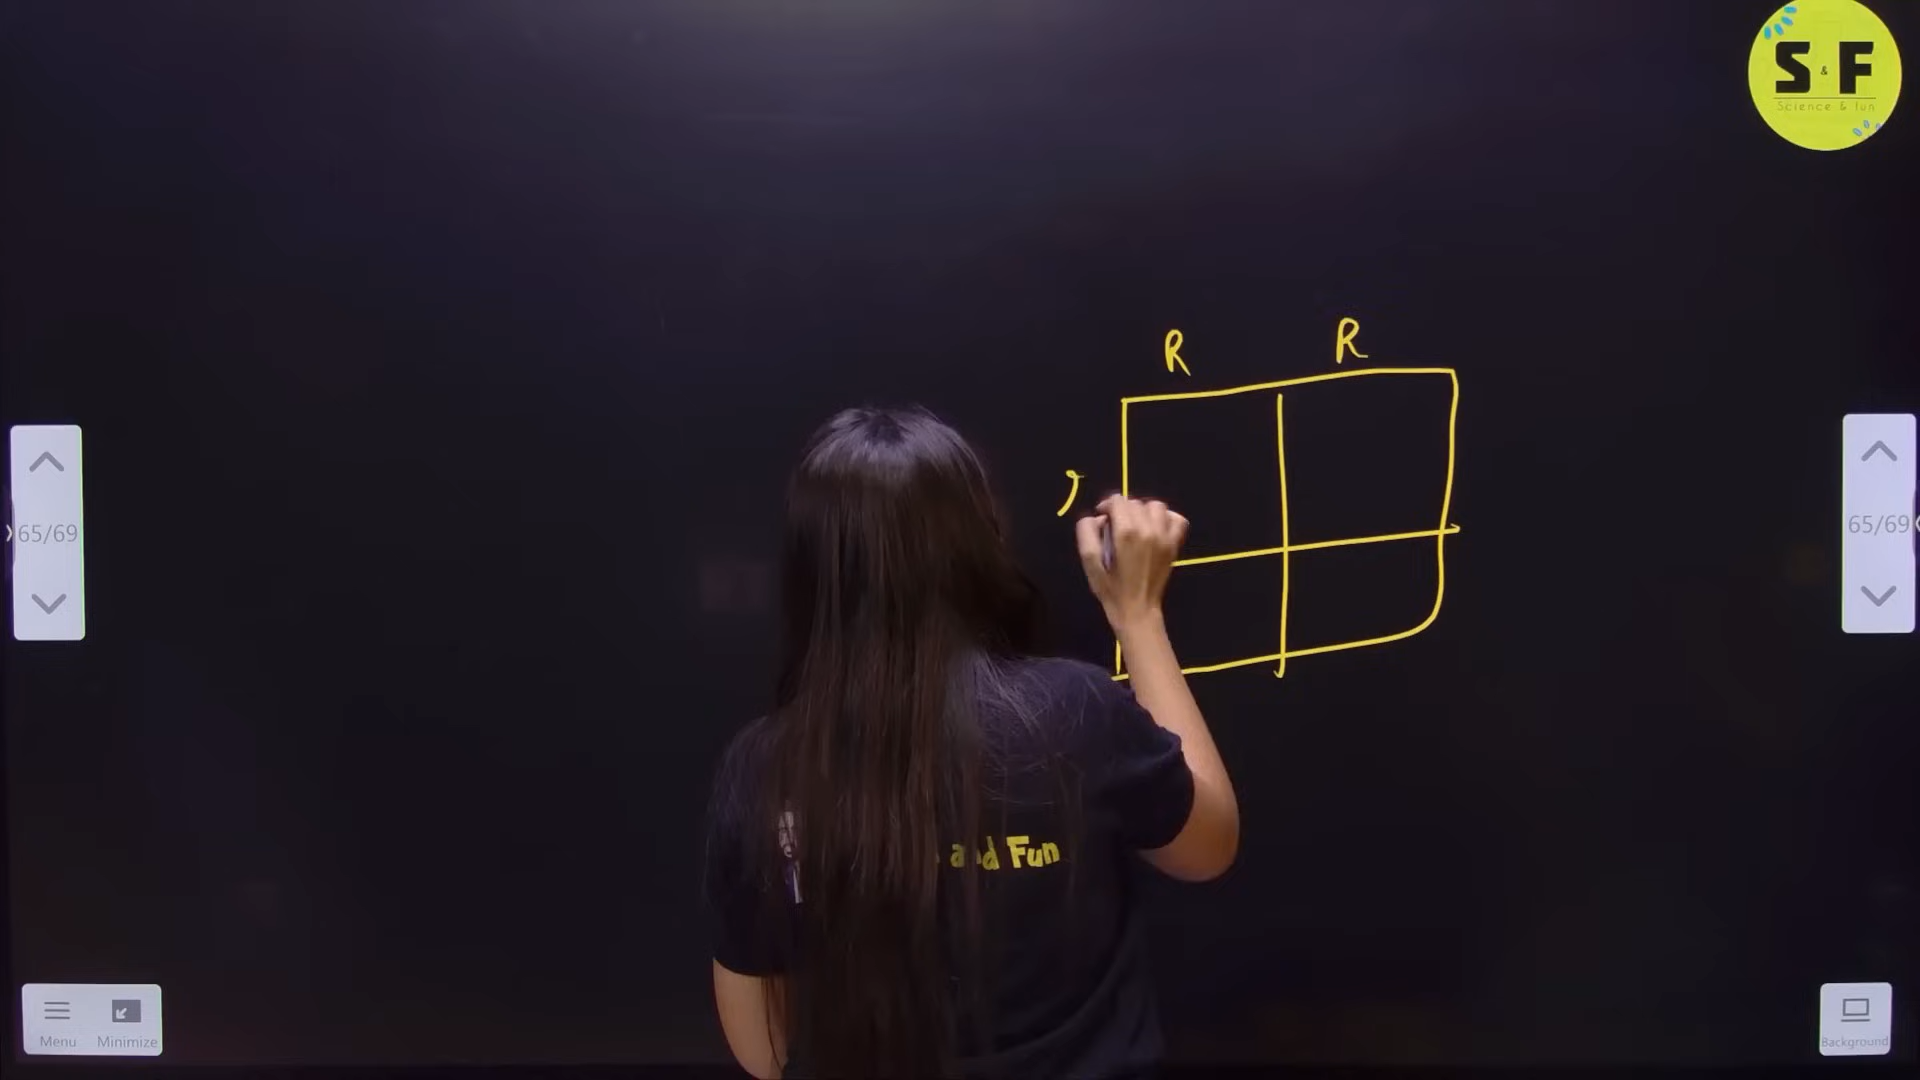 S & F
Science & fun
R R
r
65/69
65/69
and Fun
Menu Minimize
Background